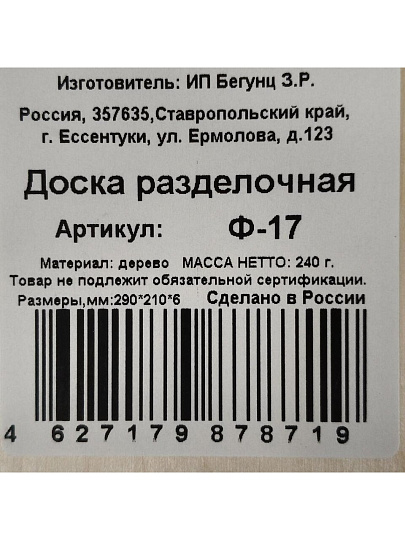 Изготовитель: ИП Бегунц З.Р.
Россия, 357635,Ставропольский край,
г. Ессентуки, ул. Ермолова, д.123
Доска разделочная
Артикул: Ф-17
Материал: дерево МАССА НЕТТО: 240 г.
Товар не подлежит обязательной сертификации.
Размеры,мм:290*210*6 Сделано в России
4 627179 878719